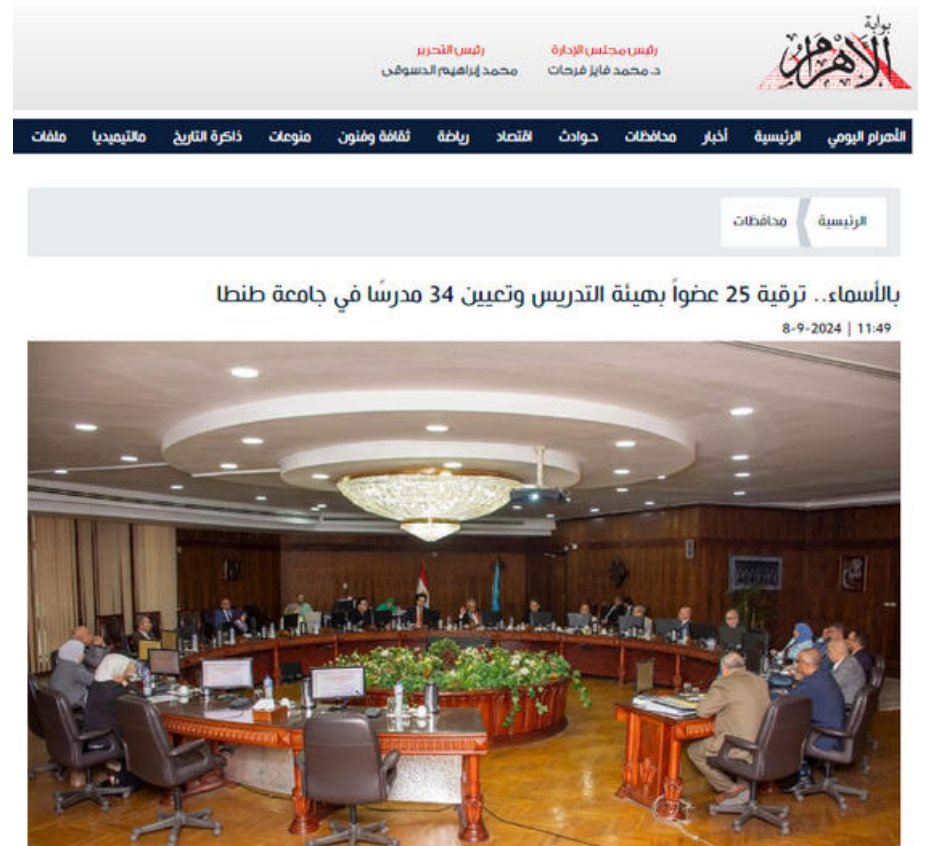 بوابة
الأهرام
رئيس مجلس الإدارة
د. محمد فايز فرحات
رئيس التحرير
محمد إبراهيم الدسوقى
الأهرام اليومي الرئيسية أخبار محافظات حوادث اقتصاد رياضة ثقافة وفنون منوعات ذاكرة التاريخ مالتيميديا ملفات
الرئيسية محافظات
بالأسماء.. ترقية 25 عضواً بهيئة التدريس وتعيين 34 مدرسًا في جامعة طنطا
8-9-2024 | 11:49